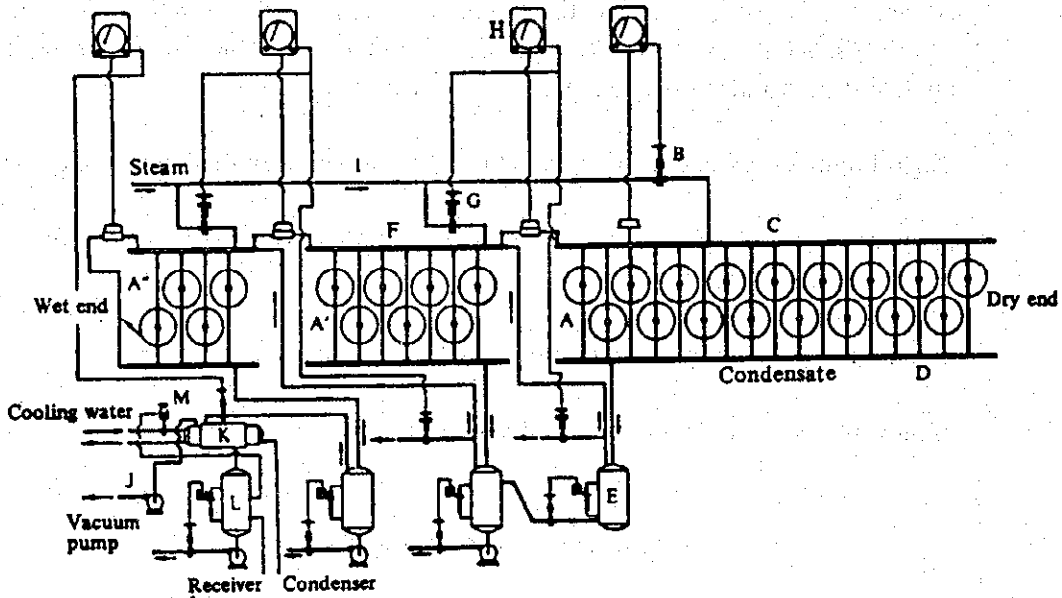 H
Steam
I
B
G
F
C
A"
Wet end
A'
A
Dry end
Condensate
D
M
Cooling water
K
J
L
E
Vacuum
pump
Receiver
Condenser